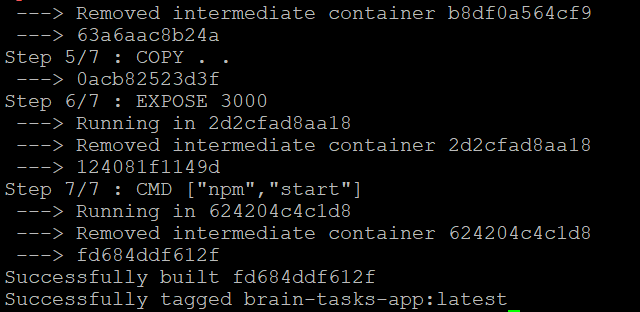 ---> Removed intermediate container b8df0a564cf9
---> 63a6aac8b24a
Step 5/7 : COPY . .
---> 0acb82523d3f
Step 6/7 : EXPOSE 3000
---> Running in 2d2cfad8aa18
---> Removed intermediate container 2d2cfad8aa18
---> 124081f1149d
Step 7/7 : CMD ["npm","start"]
---> Running in 624204c4c1d8
---> Removed intermediate container 624204c4c1d8
---> fd684ddf612f
Successfully built fd684ddf612f
Successfully tagged brain-tasks-app:latest